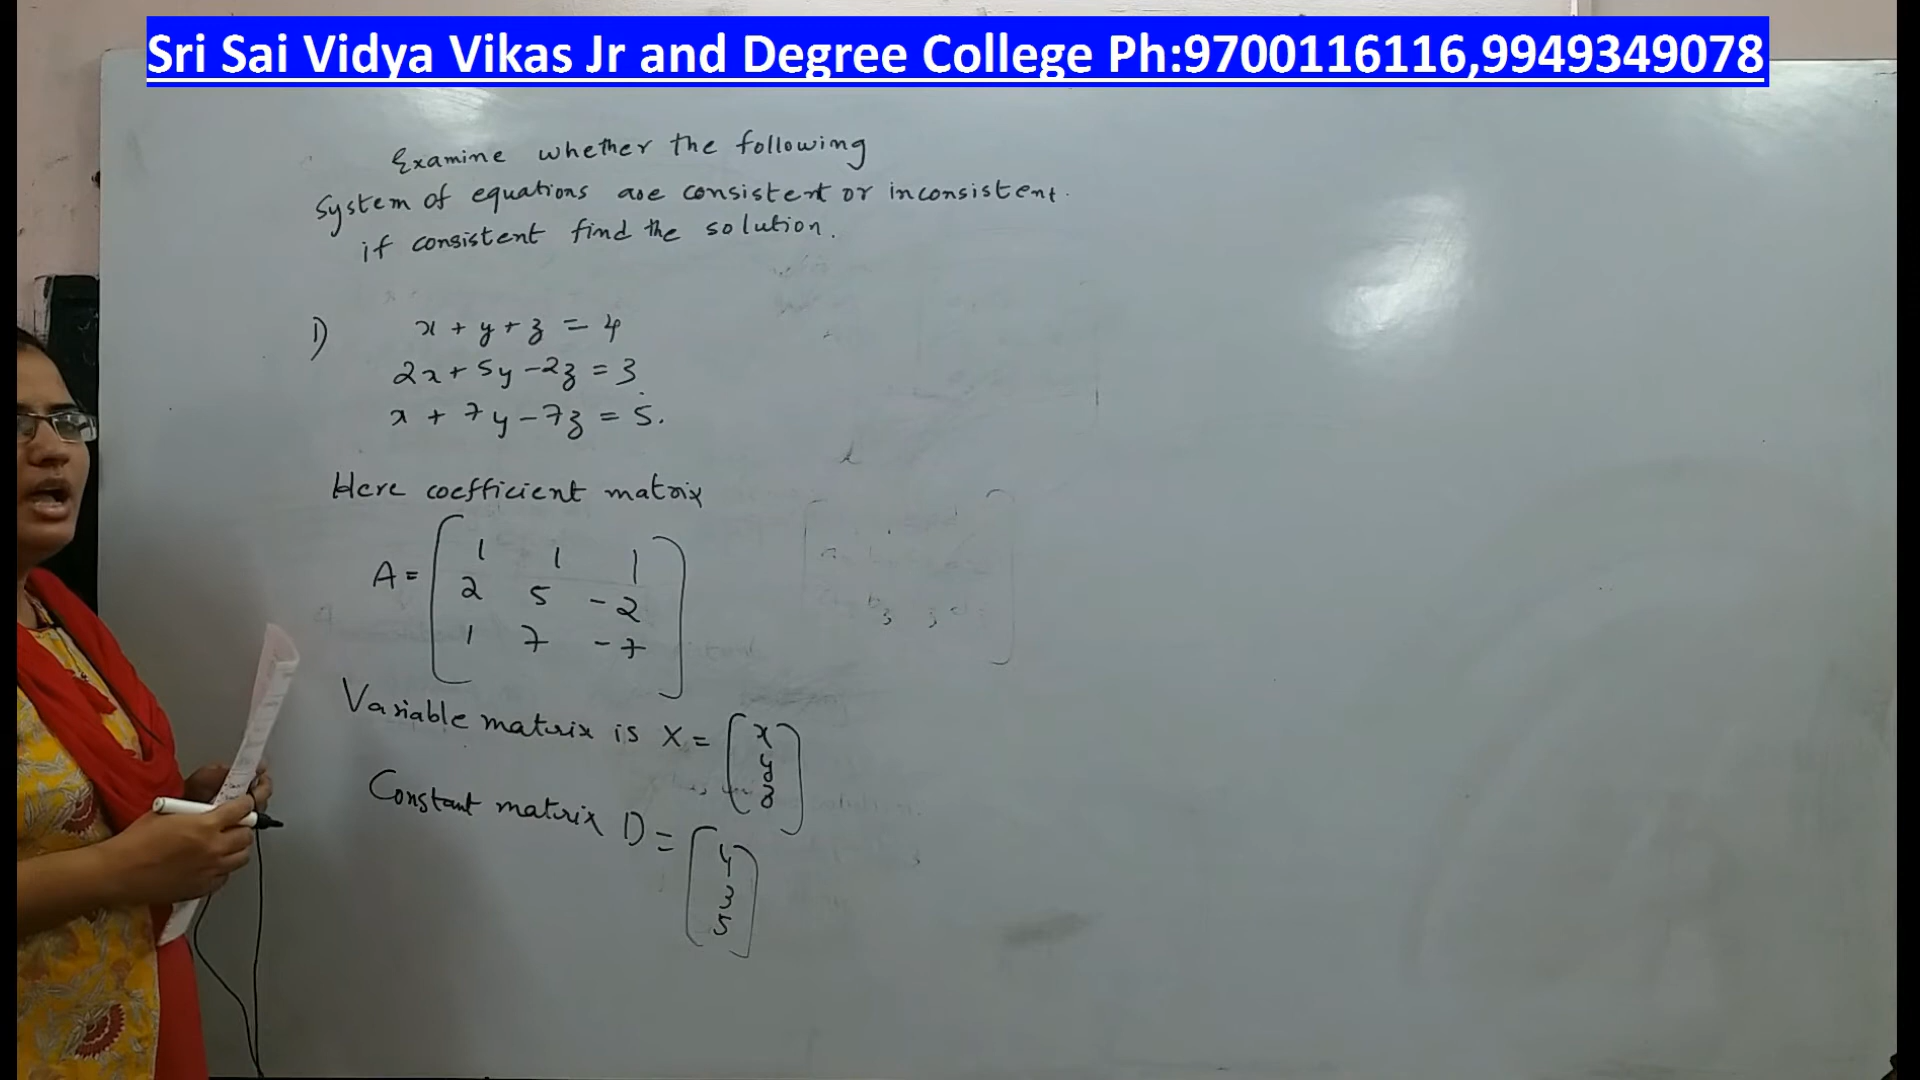 Sri Sai Vidya Vikas Jr and Degree College Ph:9700116116,9949349078
Examine whether the following
System of equations are consistent or inconsistent.
if consistent find the solution.
1) x + y + z = 4
2x + 5y - 2z = 3
x + 7y - 7z = 5.
Here coefficient matrix
A = [1 1 1
2 5 -2
1 7 -7]
Variable matrix is X = [x
y
z]
Constant matrix D = [4
3
5]